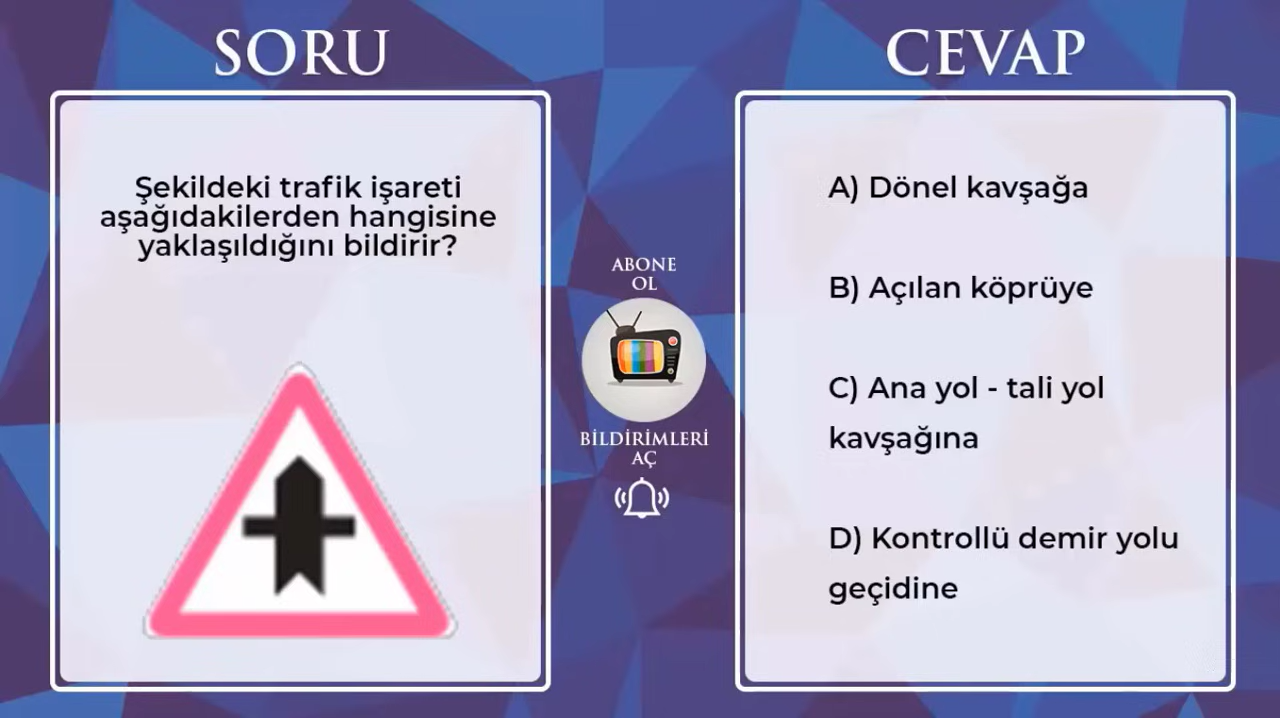 SORU
Şekildeki trafik işareti
aşağıdakilerden hangisine
yaklaşıldığını bildirir?
ABONE
OL
BİLDİRİMLERİ
AÇ
CEVAP
A) Dönel kavşağa
B) Açılan köprüye
C) Ana yol - tali yol
kavşağına
D) Kontrollü demir yolu
geçidine